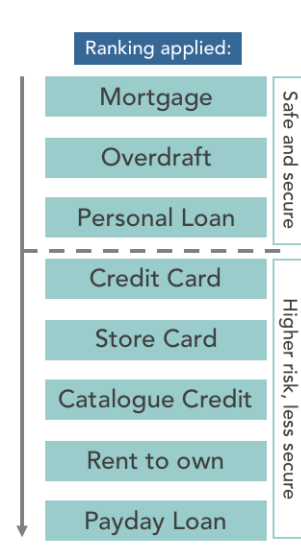 Ranking applied:
Mortgage
Overdraft
Personal Loan
Safe and secure
Credit Card
Store Card
Catalogue Credit
Rent to own
Payday Loan
Higher risk, less secure